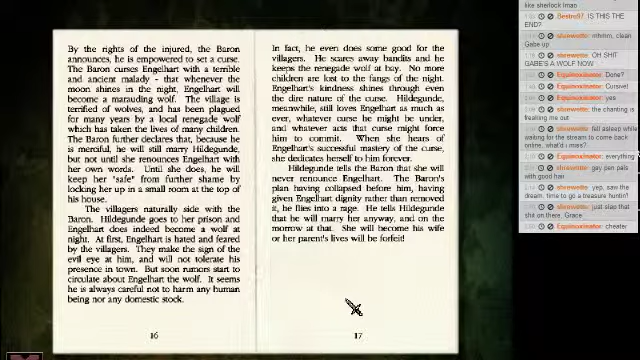 By the rights of the injured, the Baron
announces, he is empowered to set a curse.
The Baron curses Engelhart with a terrible
and ancient malady - that whenever the
moon shines in the night, Engelhart will
become a marauding wolf. The village is
terrified of wolves, and has been plagued
for many years by a local renegade wolf
which has taken the lives of many children.
The Baron further declares that, because he
is merciful, he will still marry Hildegunde,
but not until she renounces Engelhart with
her own words. Until she does, he will
keep her "safe" from further shame by
locking her up in a small room at the top of
his house.
The villagers naturally side with the
Baron. Hildegunde goes to her prison and
Engelhart does indeed become a wolf at
night. At first, Engelhart is hated and feared
by the villagers. They make the sign of the
evil eye at him, and will not tolerate his
presence in town. But soon rumors start to
circulate about Engelhart the wolf. It seems
he is always careful not to harm any human
being nor any domestic stock.
16
In fact, he even does some good for the
villagers. He scares away bandits and he
keeps the renegade wolf at bay. No more
children are lost to the fangs of the night.
Engelhart's kindness shines through even
the dire nature of the curse. Hildegunde,
meanwhile, still loves Engelhart as much as
ever, whatever curse he might be under,
and whatever acts that curse might force
him to commit. When she hears of
Engelhart's successful mastery of the curse,
she dedicates herself to him forever.
Hildegunde tells the Baron that she will
never renounce Engelhart. The Baron's
plan having collapsed before him, having
given Engelhart dignity rather than removed
it, he flies into a rage. He tells Hildegunde
that he will marry her anyway, and on the
morrow at that. She will become his wife
or her parent's lives will be forfeit!
17
like sherlock lmao
IS THIS THE
END?
mhmm, clean
Gabe up
OH SHIT
GABE'S A WOLF NOW
Done?
Cursive!
yes
the chanting is
freaking me out
fall asleep while
waiting for the stream to come back
online, what'd i miss?
everything
gay pen pals
with good hair
yep, saw the
dream. time to go a treasure huntin'!
just slap that
shit on there, Grace
cheater